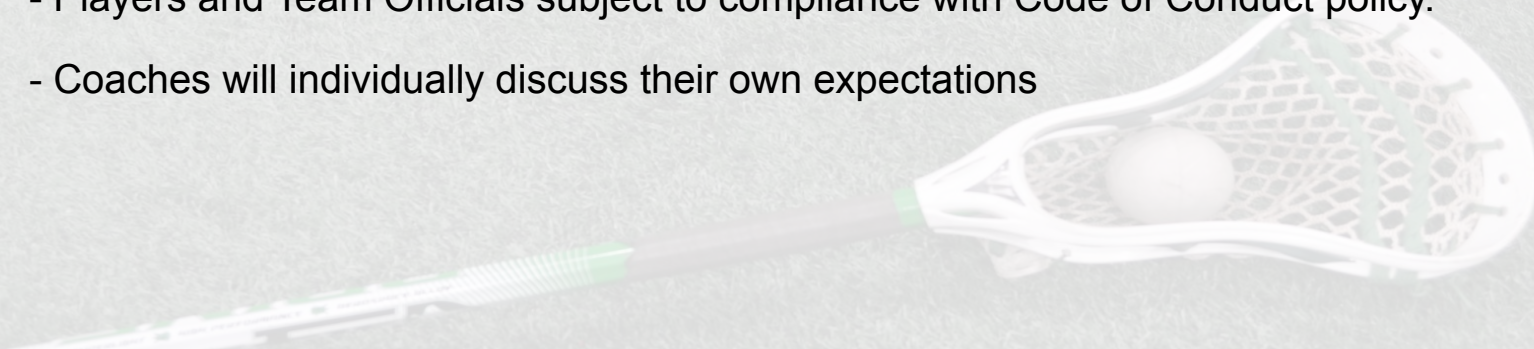 - Players and Team Officials subject to compliance with Code of Conduct policy.
- Coaches will individually discuss their own expectations